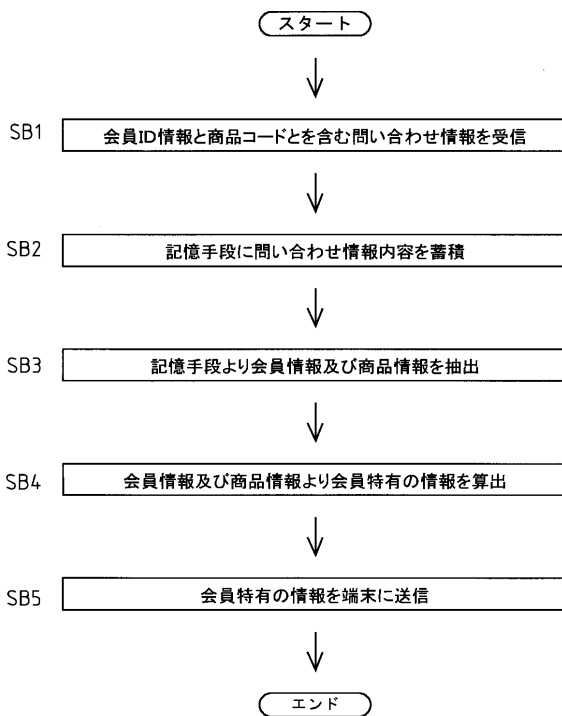 スタート
SB1 会員ID情報と商品コードとを含む問い合わせ情報を受信
SB2 記憶手段に問い合わせ情報内容を蓄積
SB3 記憶手段より会員情報及び商品情報を抽出
SB4 会員情報及び商品情報より会員特有の情報を算出
SB5 会員特有の情報を端末に送信
エンド